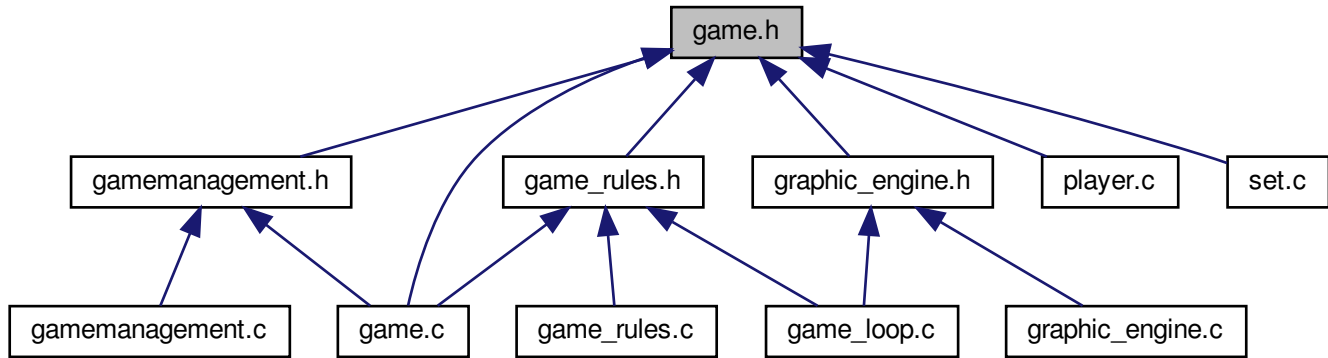 game.h
gamemanagement.h
game_rules.h
graphic_engine.h
player.c
set.c
gamemanagement.c
game.c
game_rules.c
game_loop.c
graphic_engine.c